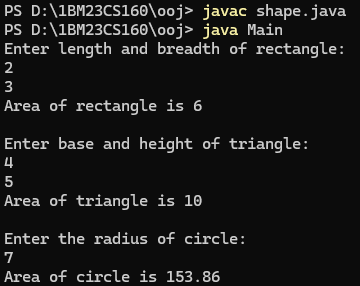 PS D:\1BM23CS160\ooj> javac shape.java
PS D:\1BM23CS160\ooj> java Main
Enter length and breadth of rectangle:
2
3
Area of rectangle is 6

Enter base and height of triangle:
4
5
Area of triangle is 10

Enter the radius of circle:
7
Area of circle is 153.86